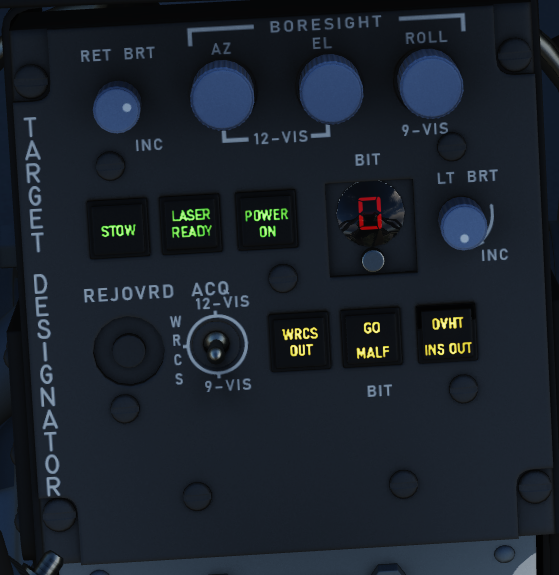 BORESIGHT
RET BRT
AZ
EL
ROLL
INC
12-VIS
9-VIS
TARGET DESIGNATOR
BIT
LT BRT
STOW
LASER
READY
POWER
ON
0
INC
REJOVRD
ACQ
12-VIS
WRCS
9-VIS
WRCS
OUT
GO
MALF
OVHT
INS OUT
BIT